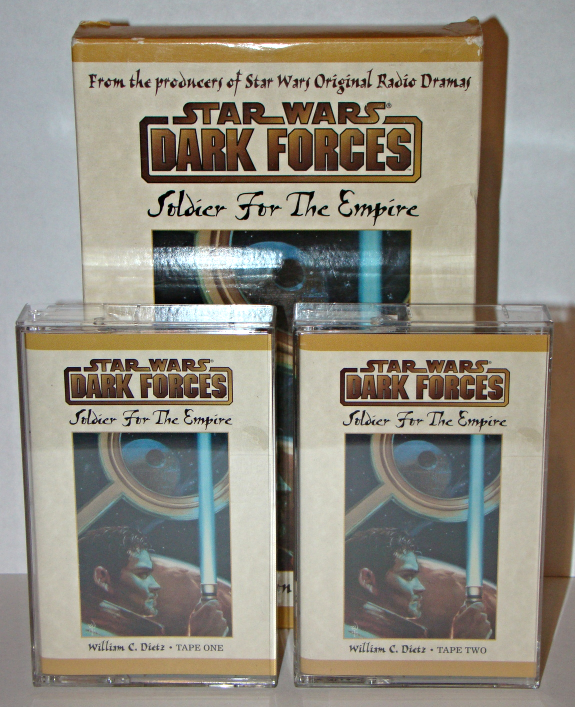 From the producers of Star Wars Original Radio Dramas
STAR WARS®
DARK FORCES
Soldier For The Empire
STAR WARS®
DARK FORCES
Soldier For The Empire
William C. Dietz • TAPE ONE
STAR WARS®
DARK FORCES
Soldier For The Empire
William C. Dietz • TAPE TWO